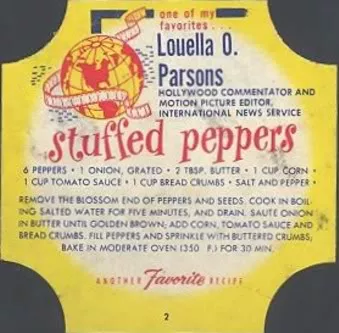 one of my
favorites . . .
Louella O.
Parsons
HOLLYWOOD COMMENTATOR AND
MOTION PICTURE EDITOR,
INTERNATIONAL NEWS SERVICE
stuffed peppers
6 PEPPERS • 1 ONION, GRATED • 2 TBSP. BUTTER • 1 CUP CORN •
1 CUP TOMATO SAUCE • 1 CUP BREAD CRUMBS • SALT AND PEPPER •
REMOVE THE BLOSSOM END OF PEPPERS AND SEEDS. COOK IN BOIL-
ING SALTED WATER FOR FIVE MINUTES, AND DRAIN. SAUTE ONION
IN BUTTER UNTIL GOLDEN BROWN; ADD CORN, TOMATO SAUCE AND
BREAD CRUMBS. FILL PEPPERS AND SPRINKLE WITH BUTTERED CRUMBS;
BAKE IN MODERATE OVEN (350 F.) FOR 30 MIN.
ANOTHER Favorite RECIPE
2